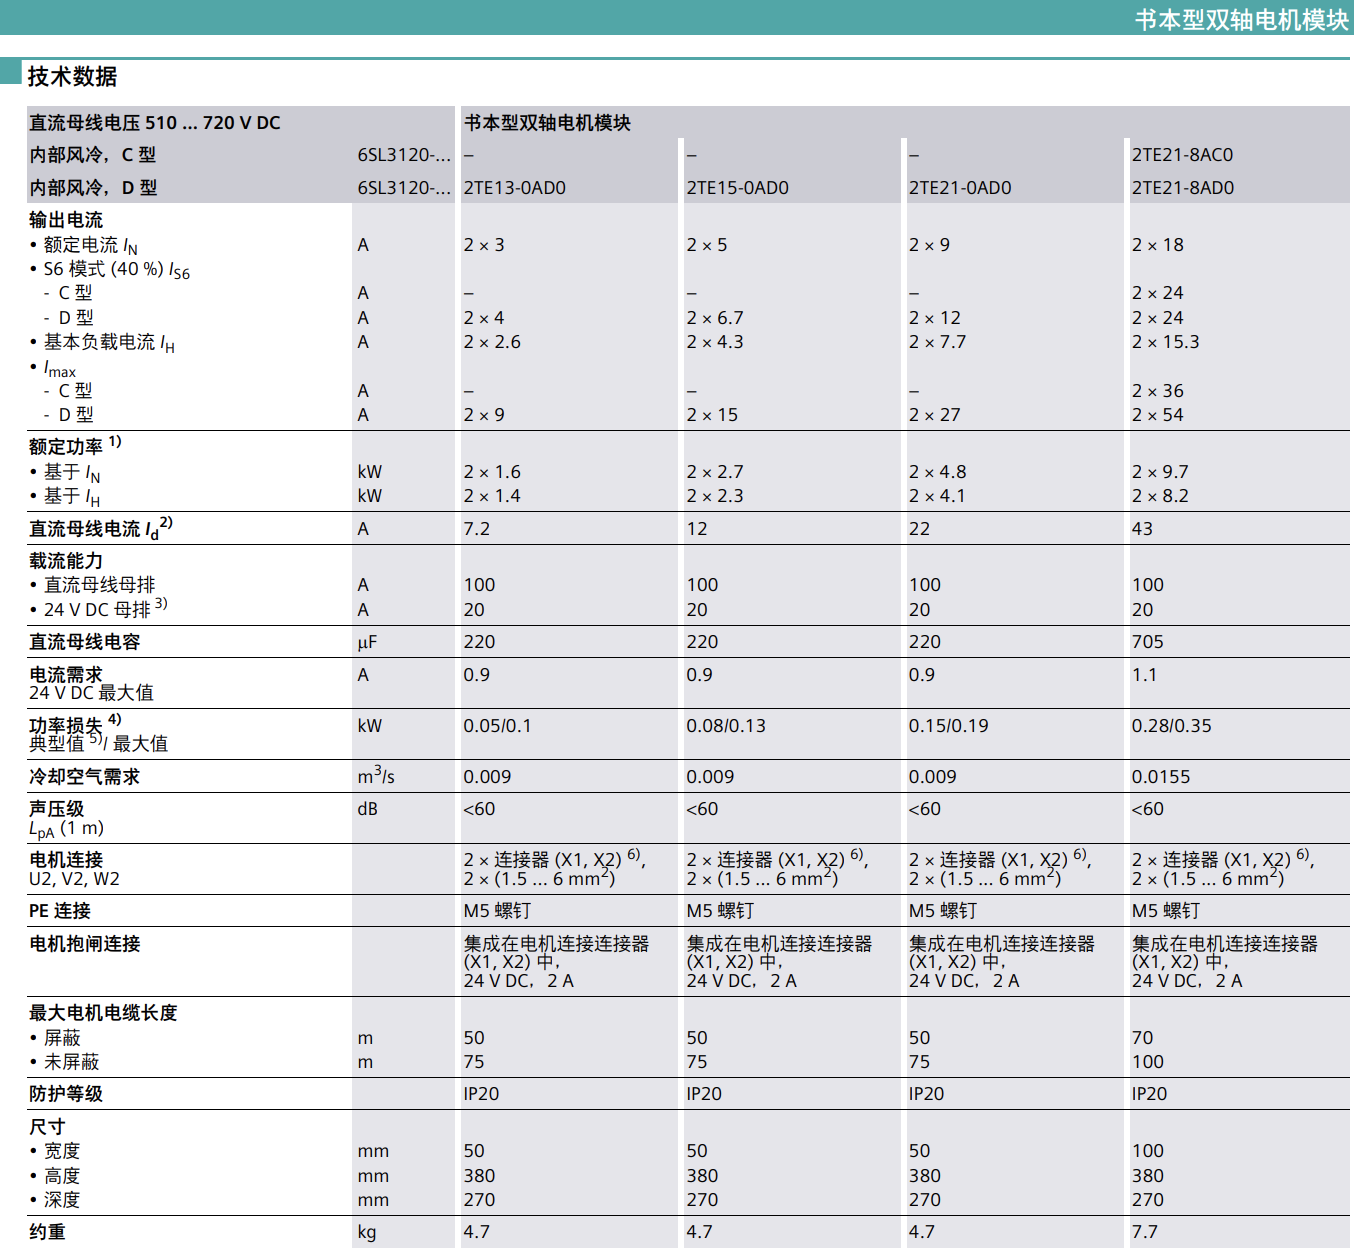 书本型双轴电机模块
技术数据
直流母线电压 510 ... 720 V DC 书本型双轴电机模块
内部风冷，C 型 6SL3120-... – – – 2TE21-8AC0
内部风冷，D 型 6SL3120-... 2TE13-0AD0 2TE15-0AD0 2TE21-0AD0 2TE21-8AD0
输出电流
• 额定电流 IN A 2 × 3 2 × 5 2 × 9 2 × 18
• S6 模式 (40 %) IS6
- C 型 A – – – 2 × 24
- D 型 A 2 × 4 2 × 6.7 2 × 12 2 × 24
• 基本负载电流 IH A 2 × 2.6 2 × 4.3 2 × 7.7 2 × 15.3
• Imax
- C 型 A – – – 2 × 36
- D 型 A 2 × 9 2 × 15 2 × 27 2 × 54
额定功率 1)
• 基于 IN kW 2 × 1.6 2 × 2.7 2 × 4.8 2 × 9.7
• 基于 IH kW 2 × 1.4 2 × 2.3 2 × 4.1 2 × 8.2
直流母线电流 Id2) A 7.2 12 22 43
载流能力
• 直流母线母排 A 100 100 100 100
• 24 V DC 母排 3) A 20 20 20 20
直流母线电容 μF 220 220 220 705
电流需求 A 0.9 0.9 0.9 1.1
24 V DC 最大值
功率损失 4) kW 0.05/0.1 0.08/0.13 0.15/0.19 0.28/0.35
典型值 5)/ 最大值
冷却空气需求 m3/s 0.009 0.009 0.009 0.0155
声压级 dB <60 <60 <60 <60
LpA (1 m)
电机连接 2 × 连接器 (X1, X2) 6), 2 × 连接器 (X1, X2) 6), 2 × 连接器 (X1, X2) 6), 2 × 连接器 (X1, X2) 6),
U2, V2, W2 2 × (1.5 ... 6 mm2) 2 × (1.5 ... 6 mm2) 2 × (1.5 ... 6 mm2) 2 × (1.5 ... 6 mm2)
PE 连接 M5 螺钉 M5 螺钉 M5 螺钉 M5 螺钉
电机抱闸连接 集成在电机连接连接器 集成在电机连接连接器 集成在电机连接连接器 集成在电机连接连接器
(X1, X2) 中， (X1, X2) 中， (X1, X2) 中， (X1, X2) 中，
24 V DC，2 A 24 V DC，2 A 24 V DC，2 A 24 V DC，2 A
最大电机电缆长度
• 屏蔽 m 50 50 50 70
• 未屏蔽 m 75 75 75 100
防护等级 IP20 IP20 IP20 IP20
尺寸
• 宽度 mm 50 50 50 100
• 高度 mm 380 380 380 380
• 深度 mm 270 270 270 270
约重 kg 4.7 4.7 4.7 7.7